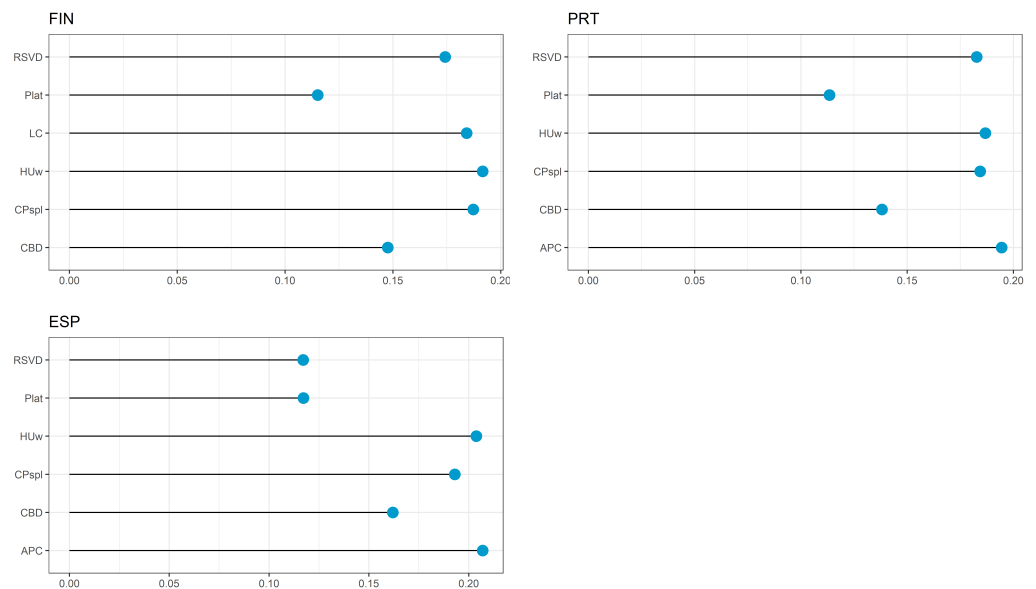 FIN
RSVD
Plat
LC
HUw
CPspl
CBD
0.00 0.05 0.10 0.15 0.20
PRT
RSVD
Plat
HUw
CPspl
CBD
APC
0.00 0.05 0.10 0.15 0.20
ESP
RSVD
Plat
HUw
CPspl
CBD
APC
0.00 0.05 0.10 0.15 0.20